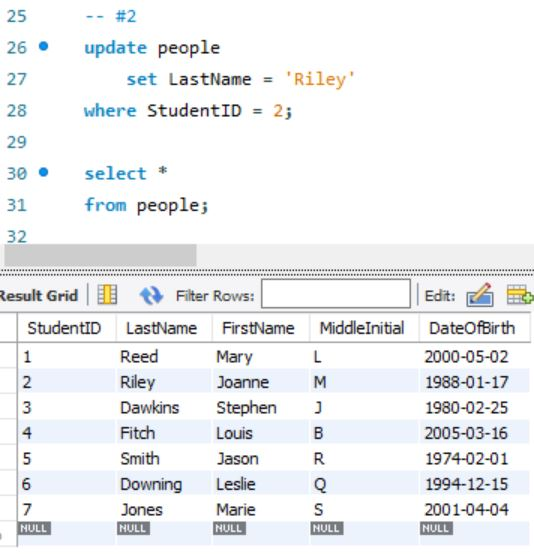 25 -- #2
26 update people
27 set LastName = 'Riley'
28 where StudentID = 2;
29
30 select *
31 from people;
32
Result Grid Filter Rows: Edit:
StudentID LastName FirstName MiddleInitial DateOfBirth
1 Reed Mary L 2000-05-02
2 Riley Joanne M 1988-01-17
3 Dawkins Stephen J 1980-02-25
4 Fitch Louis B 2005-03-16
5 Smith Jason R 1974-02-01
6 Downing Leslie Q 1994-12-15
7 Jones Marie S 2001-04-04
NULL NULL NULL NULL NULL